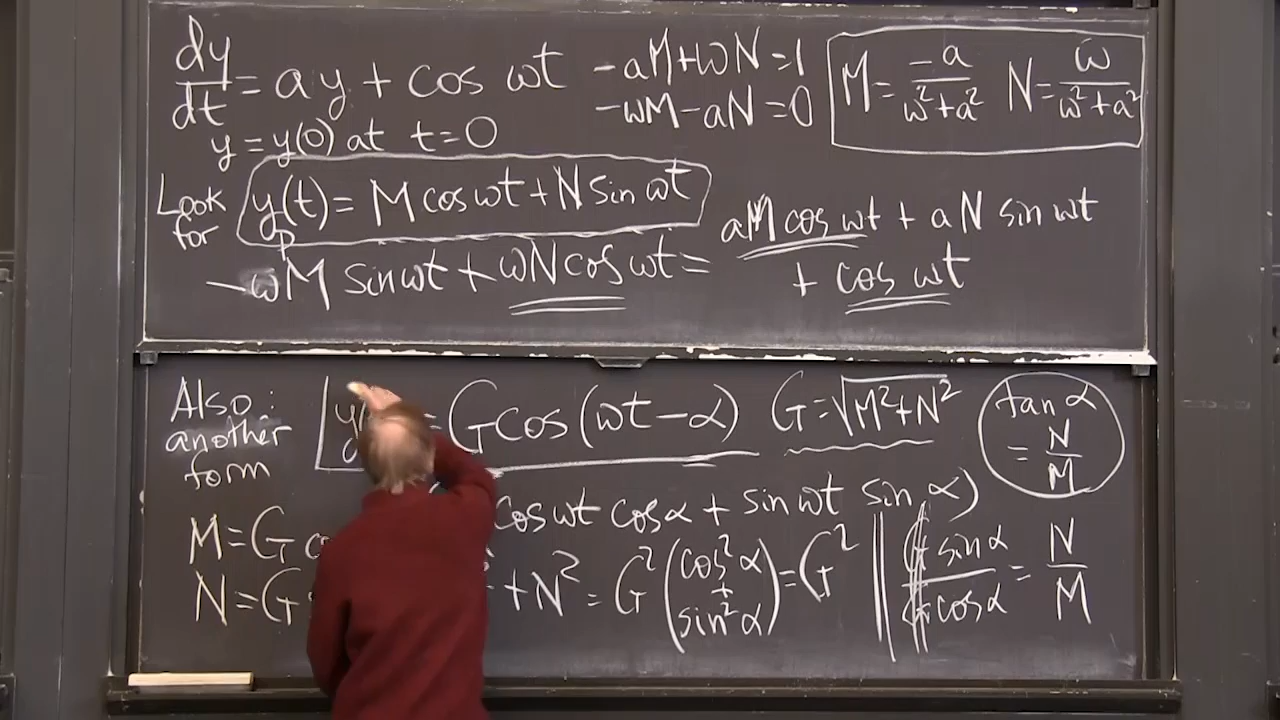 dy/dt = ay + cos ωt
y = y(0) at t=0
-aM+ωN=1
-ωM-aN=0
M = -a/(ω²+a²) N = ω/(ω²+a²)
Look for y_p(t) = M cos ωt + N sin ωt
-ωM sin ωt + ωN cos ωt = aM cos ωt + aN sin ωt
+ cos ωt
Also: another form
y = G cos(ωt-α) G=√(M²+N²)
tan α = N/M
cos ωt cos α + sin ωt sin α)
M=G
N=G
+N² = G²(cos²α + sin²α) = G²
G sin α / G cos α = N/M